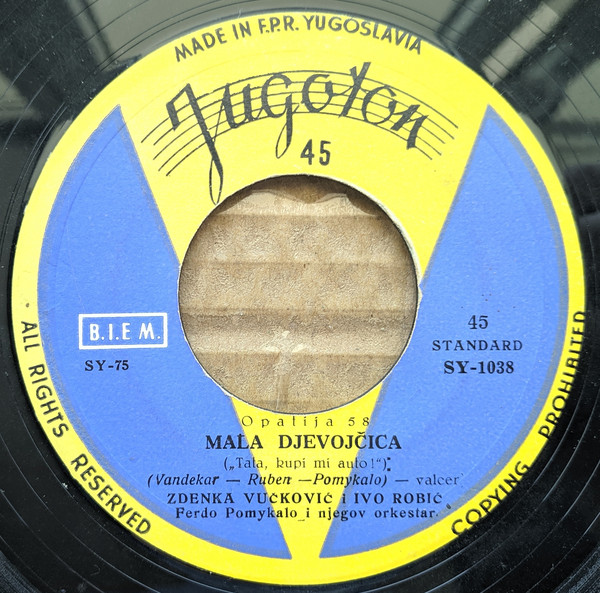 MADE IN F.P.R. YUGOSLAVIA
Jugoton
45
B.I.E M.
SY-75
45
STANDARD
SY-1038
ALL RIGHTS RESERVED
COPYING PROHIBITED
Opatija 58
MALA DJEVOJČICA
(„Tata, kupi mi auto!“):
(Vandekar — Ruben —Pomykalo) — valcer
ZDENKA VUČKOVIĆ i IVO ROBIĆ
Ferdo Pomykalo i njegov orkestar